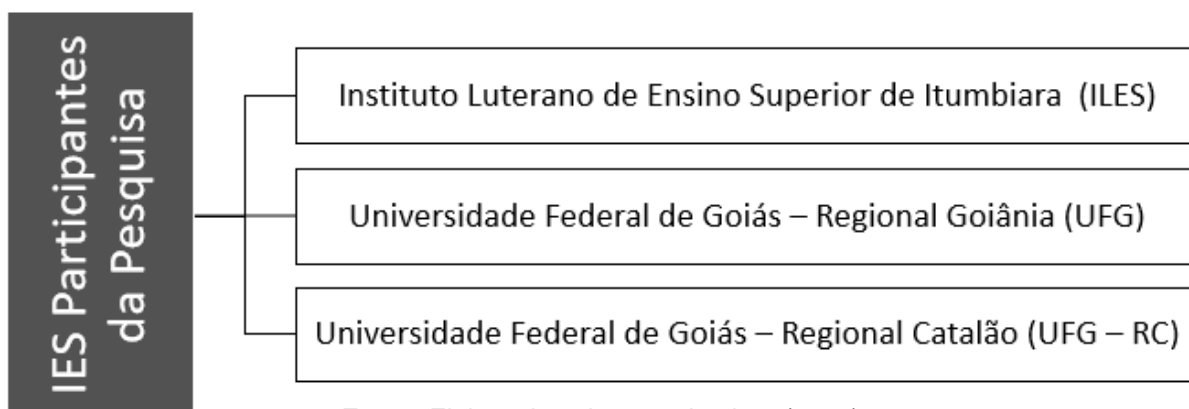 IES Participantes
da Pesquisa
Instituto Luterano de Ensino Superior de Itumbiara (ILES)
Universidade Federal de Goiás – Regional Goiânia (UFG)
Universidade Federal de Goiás – Regional Catalão (UFG – RC)